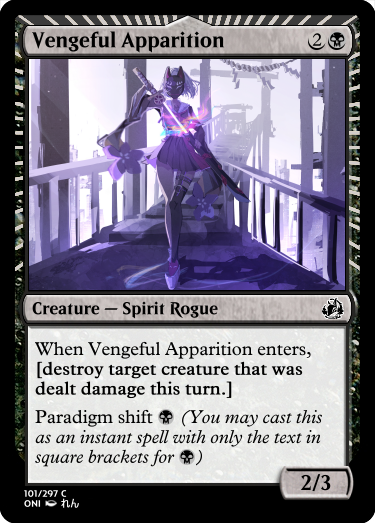 Vengeful Apparition 2
Creature — Spirit Rogue
When Vengeful Apparition enters,
[destroy target creature that was
dealt damage this turn.]
Paradigm shift (You may cast this
as an instant spell with only the text in
square brackets for )
2/3
101/297 C
ONI れん